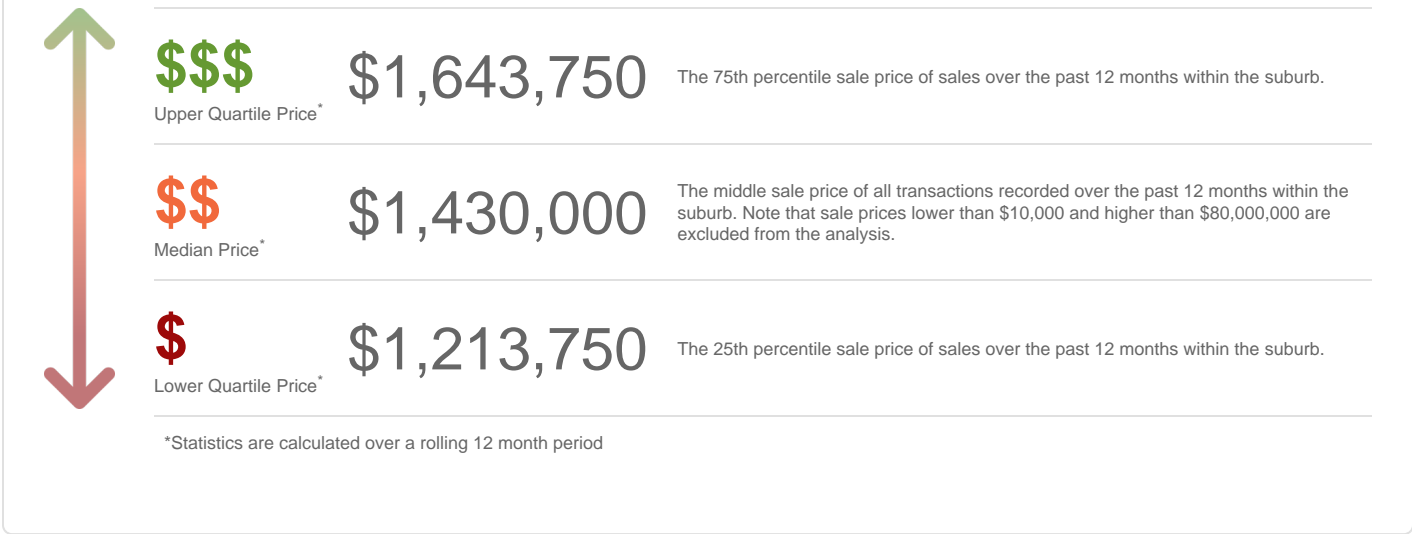 $$$
Upper Quartile Price*
$1,643,750
The 75th percentile sale price of sales over the past 12 months within the suburb.
$$
Median Price*
$1,430,000
The middle sale price of all transactions recorded over the past 12 months within the
suburb. Note that sale prices lower than $10,000 and higher than $80,000,000 are
excluded from the analysis.
$
Lower Quartile Price*
$1,213,750
The 25th percentile sale price of sales over the past 12 months within the suburb.
*Statistics are calculated over a rolling 12 month period